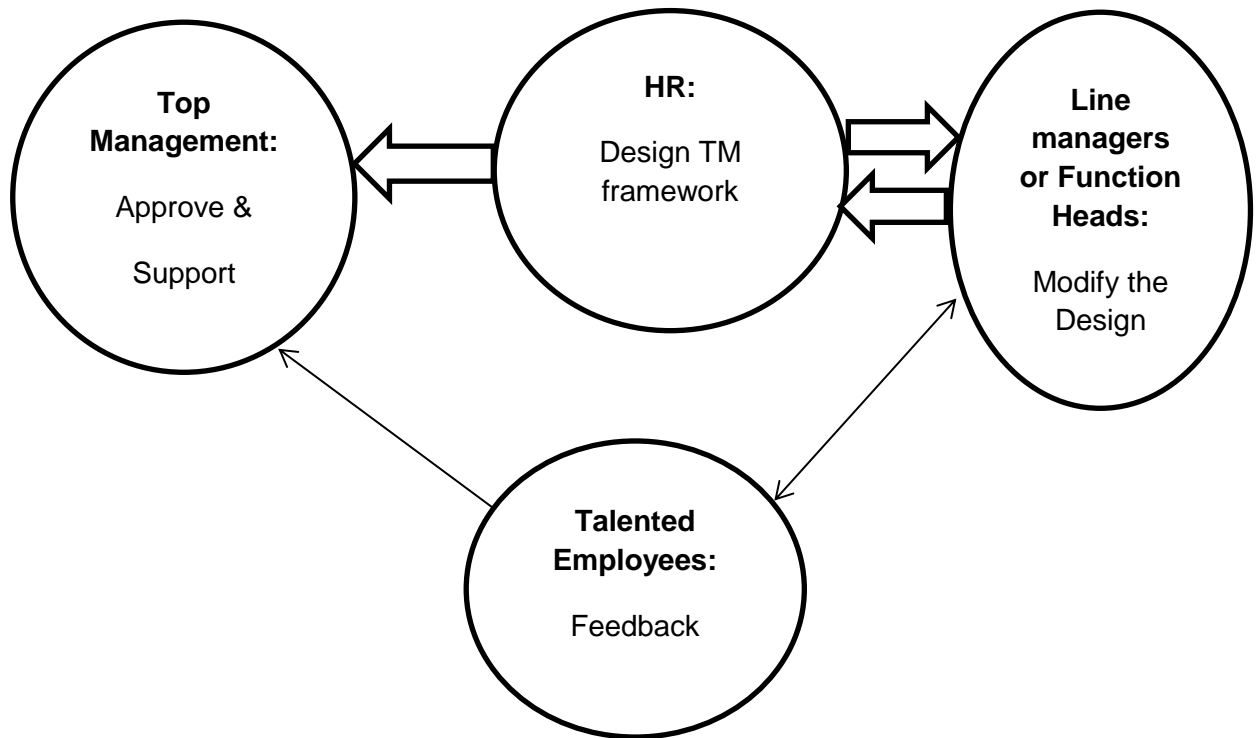 Top
Management:
Approve &
Support
HR:
Design TM
framework
Line
managers
or Function
Heads:
Modify the
Design
Talented
Employees:
Feedback